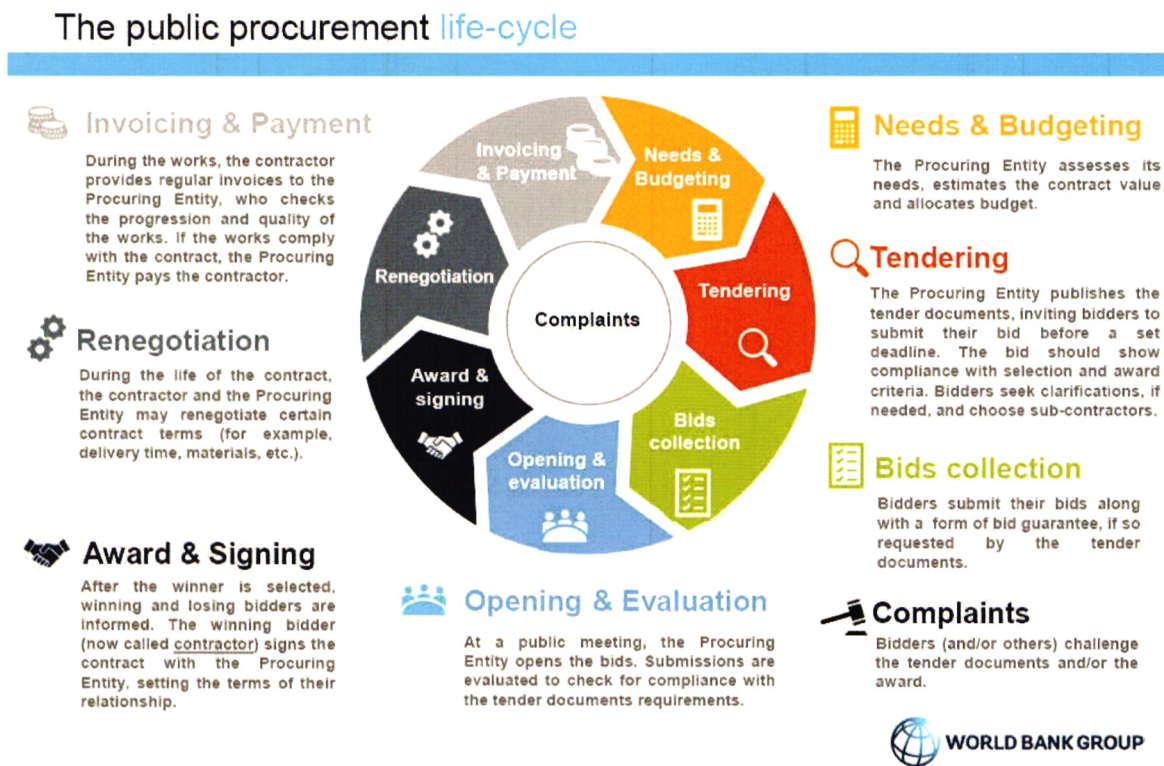 The public procurement life-cycle
Invoicing & Payment
During the works, the contractor
provides regular invoices to the
Procuring Entity, who checks
the progression and quality of
the works. If the works comply
with the contract, the Procuring
Entity pays the contractor.
Renegotiation
During the life of the contract,
the contractor and the Procuring
Entity may renegotiate certain
contract terms (for example,
delivery time, materials, etc.).
Award & Signing
After the winner is selected,
winning and losing bidders are
informed. The winning bidder
(now called contractor) signs the
contract with the Procuring
Entity, setting the terms of their
relationship.
Invoicing
& Payment
Needs &
Budgeting
Renegotiation
Tendering
Complaints
Award &
signing
Bids
collection
Opening &
evaluation
Opening & Evaluation
At a public meeting, the Procuring
Entity opens the bids. Submissions are
evaluated to check for compliance with
the tender documents requirements.
Needs & Budgeting
The Procuring Entity assesses its
needs, estimates the contract value
and allocates budget.
Tendering
The Procuring Entity publishes the
tender documents, inviting bidders to
submit their bid before a set
deadline. The bid should show
compliance with selection and award
criteria. Bidders seek clarifications, if
needed, and choose sub-contractors.
Bids collection
Bidders submit their bids along
with a form of bid guarantee, if so
requested by the tender
documents.
Complaints
Bidders (and/or others) challenge
the tender documents and/or the
award.
WORLD BANK GROUP